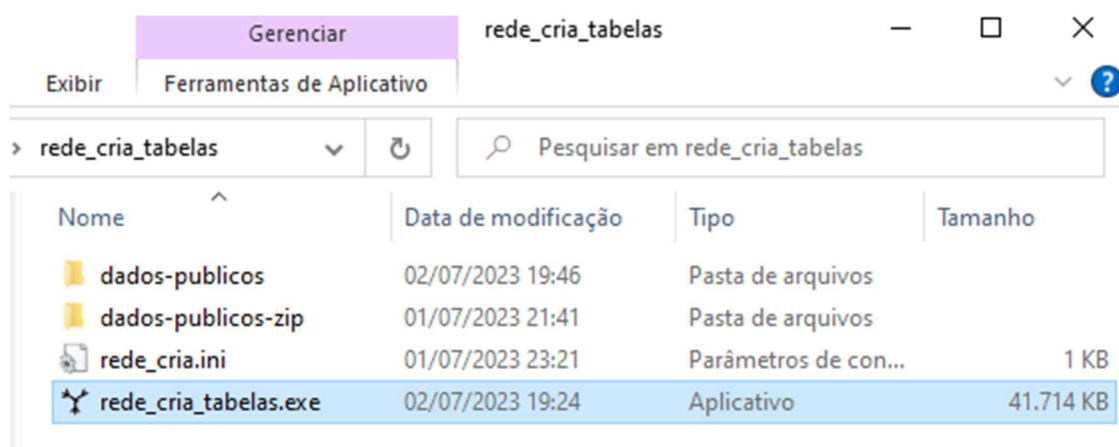 Gerenciar rede_cria_tabelas
Exibir Ferramentas de Aplicativo ?
› rede_cria_tabelas Pesquisar em rede_cria_tabelas
Nome Data de modificação Tipo Tamanho
dados-publicos 02/07/2023 19:46 Pasta de arquivos
dados-publicos-zip 01/07/2023 21:41 Pasta de arquivos
rede_cria.ini 01/07/2023 23:21 Parâmetros de con... 1 KB
rede_cria_tabelas.exe 02/07/2023 19:24 Aplicativo 41.714 KB